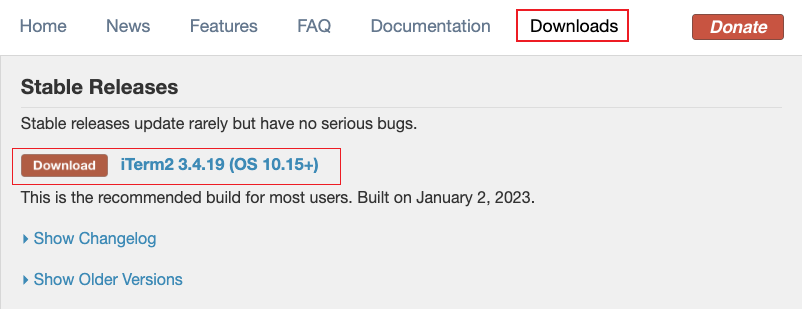 Home News Features FAQ Documentation Downloads Donate
Stable Releases
Stable releases update rarely but have no serious bugs.
Download iTerm2 3.4.19 (OS 10.15+)
This is the recommended build for most users. Built on January 2, 2023.
Show Changelog
Show Older Versions